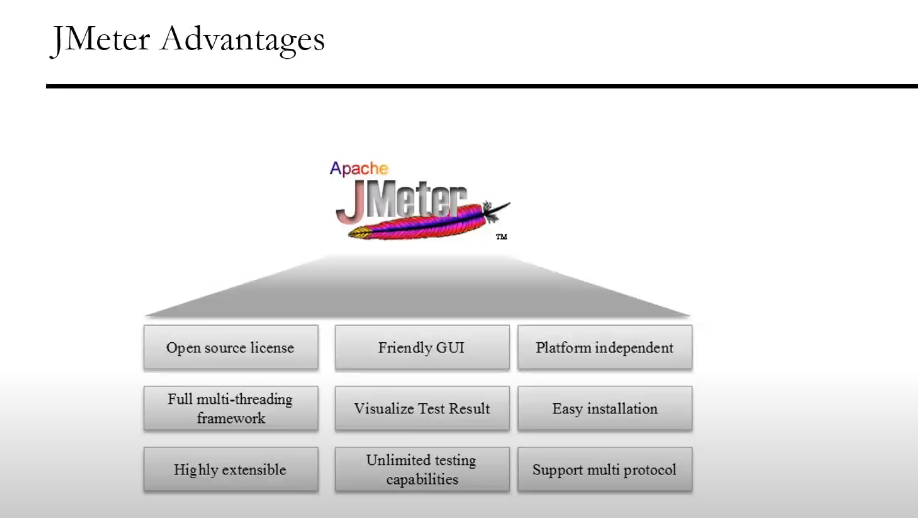 JMeter Advantages
Apache
JMeter
TM
Open source license
Friendly GUI
Platform independent
Full multi-threading
framework
Visualize Test Result
Easy installation
Highly extensible
Unlimited testing
capabilities
Support multi protocol